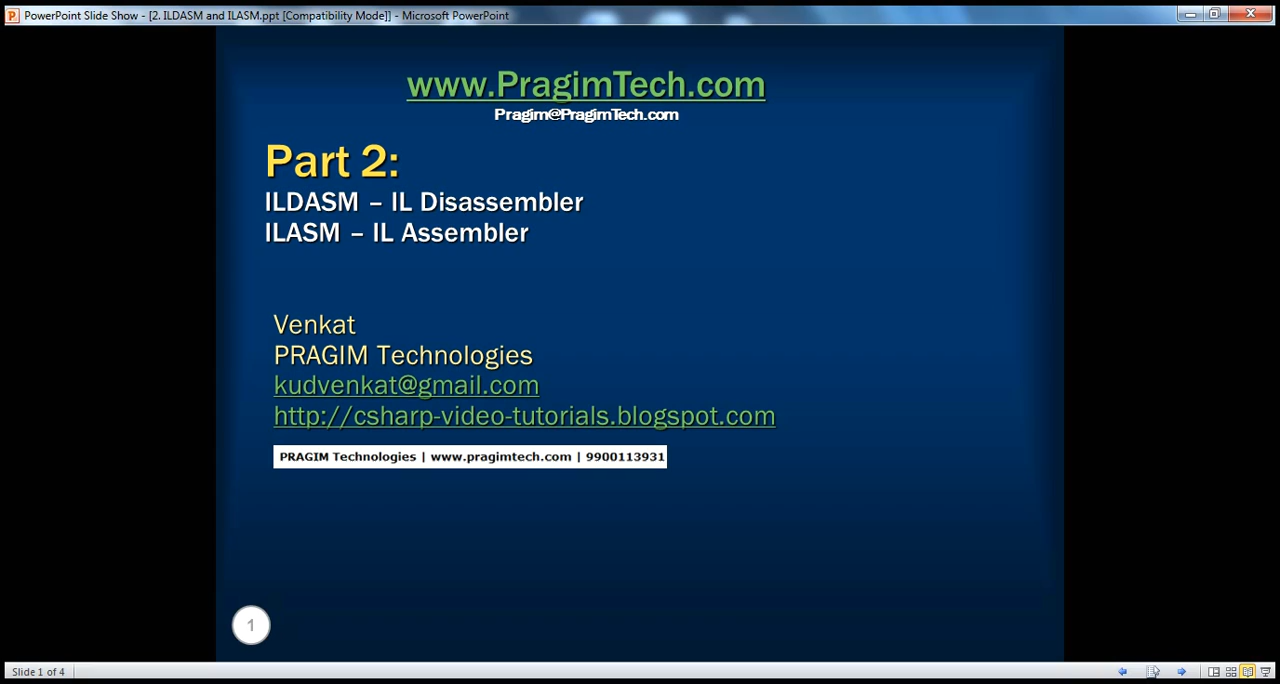 PowerPoint Slide Show - [2. ILDASM and ILASM.ppt [Compatibility Mode]] - Microsoft PowerPoint
www.PragimTech.com
Pragim@PragimTech.com
Part 2:
ILDASM – IL Disassembler
ILASM – IL Assembler
Venkat
PRAGIM Technologies
kudvenkat@gmail.com
http://csharp-video-tutorials.blogspot.com
PRAGIM Technologies | www.pragimtech.com | 9900113931
1
Slide 1 of 4